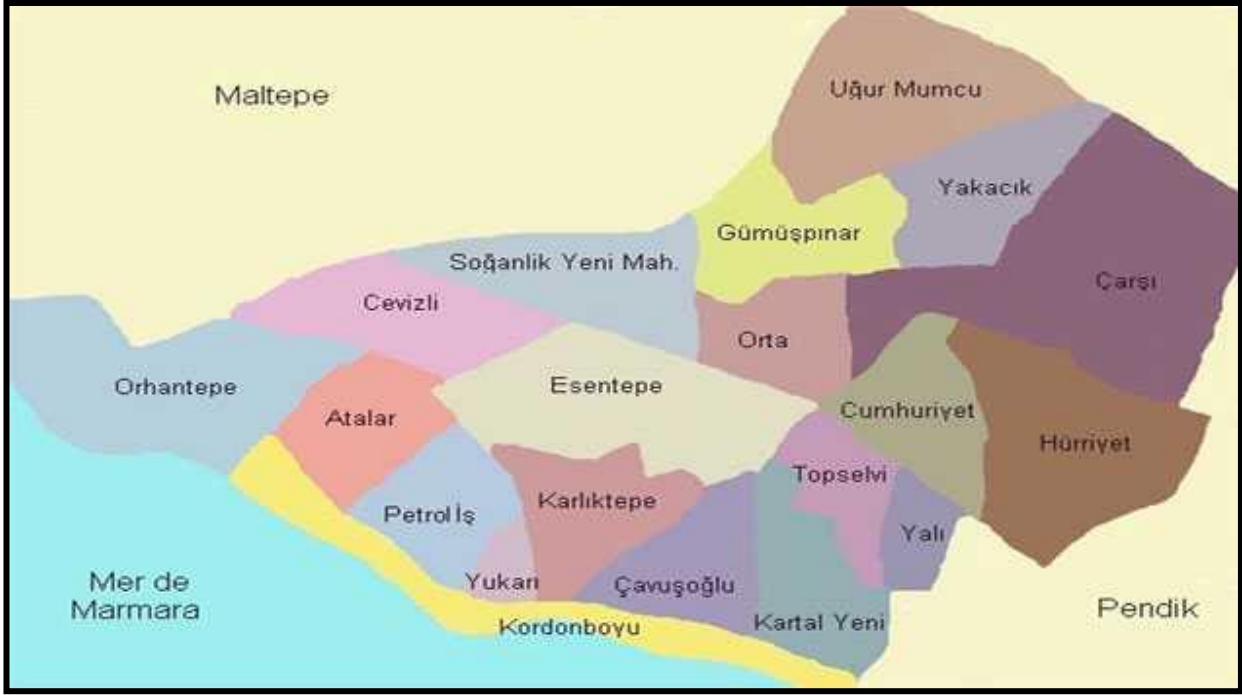 Uğur Mumcu
Maltepe
Yakacık
Gümüşpınar
Soğanlik Yeni Mah.
Çarşı
Cevizli
Orta
Orhantepe
Esentepe
Atalar
Cumhuriyet
Hürriyet
Topselvi
Karlıktepe
Petrol İş
Yalı
Mer de
Marmara
Yukarı
Çavuşoğlu
Pendik
Kordonboyu
Kartal Yeni